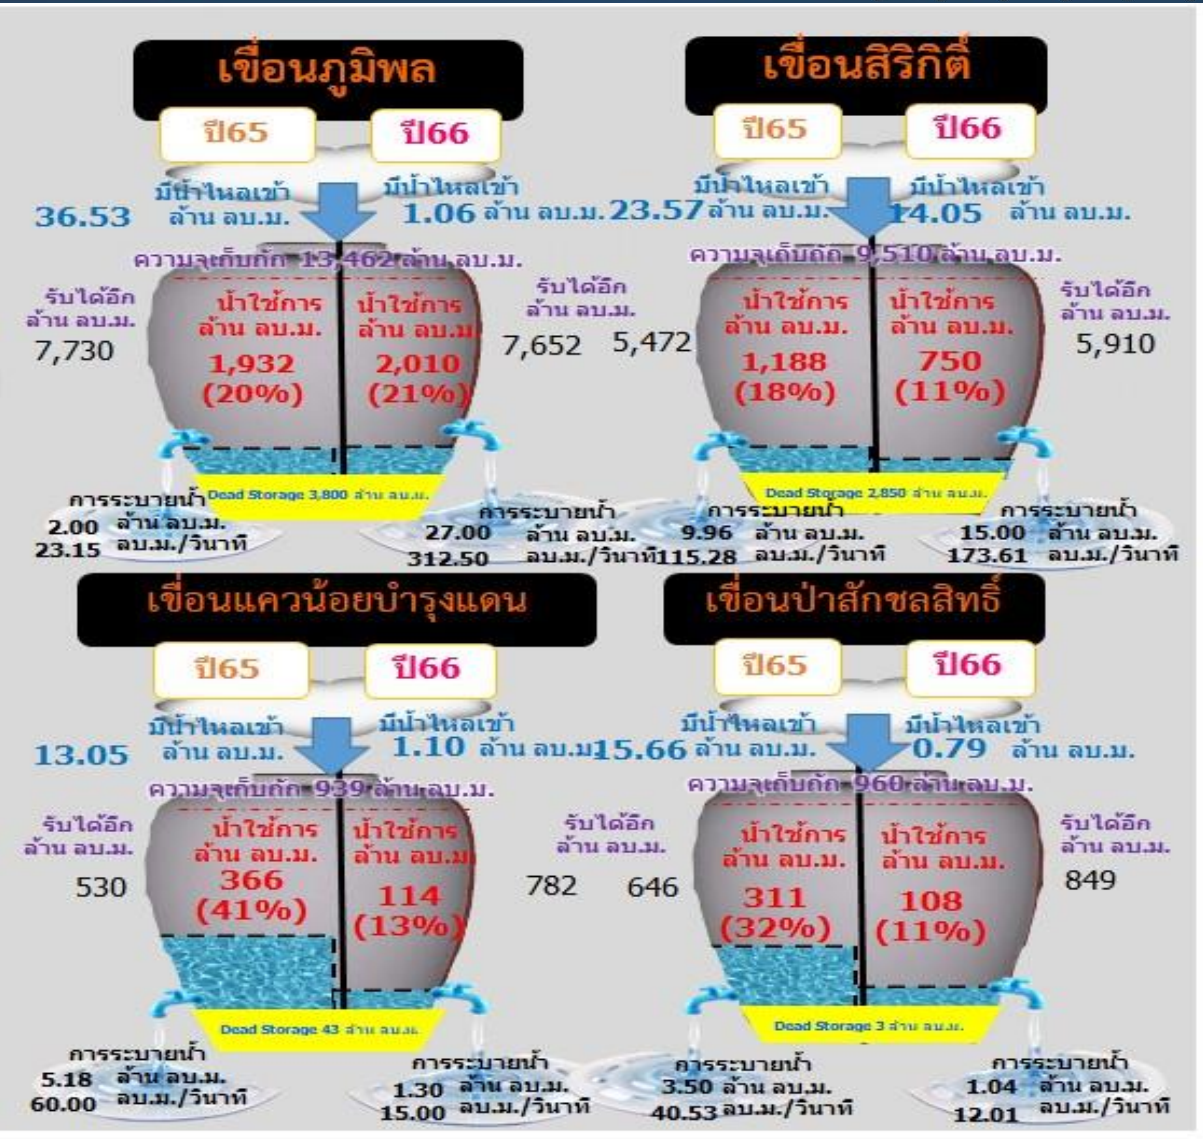 เขื่อนภูมิพล
ปี65
ปี66
36.53
มีน้ำไหลเข้า
ล้าน ลบ.ม.
มีน้ำไหลเข้า
1.06 ล้าน ลบ.ม.
ความจุเก็บกัก 13,462 ล้าน ลบ.ม.
รับได้อีก
ล้าน ลบ.ม.
7,730
น้ำใช้การ
ล้าน ลบ.ม.
1,932
(20%)
น้ำใช้การ
ล้าน ลบ.ม
2,010
(21%)
รับได้อีก
ล้าน ลบ.ม.
7,652
Dead Storage 3,800 ล้าน ลบ.ม.
การระบายน้ำ
2.00 ล้าน ลบ.ม.
23.15 ลบ.ม./วินาที
การระบายน้ำ
27.00 ล้าน ลบ.ม.
312.50 ลบ.ม./วินาที
เขื่อนสิริกิติ์
ปี65
ปี66
มีน้ำไหลเข้า
23.57 ล้าน ลบ.ม.
มีน้ำไหลเข้า
14.05 ล้าน ลบ.ม.
ความจุเก็บกัก 9,510 ล้าน ลบ.ม.
5,472
น้ำใช้การ
ล้าน ลบ.ม.
1,188
(18%)
น้ำใช้การ
ล้าน ลบ.ม.
750
(11%)
รับได้อีก
ล้าน ลบ.ม.
5,910
Dead Storage 2,850 ล้าน ลบ.ม.
การระบายน้ำ
9.96 ล้าน ลบ.ม.
115.28 ลบ.ม./วินาที
การระบายน้ำ
15.00 ล้าน ลบ.ม.
173.61 ลบ.ม./วินาที
เขื่อนแควน้อยบำรุงแดน
ปี65
ปี66
13.05
มีน้ำไหลเข้า
ล้าน ลบ.ม.
มีน้ำไหลเข้า
1.10 ล้าน ลบ.ม
ความจุเก็บกัก 939 ล้าน ลบ.ม.
รับได้อีก
ล้าน ลบ.ม.
530
น้ำใช้การ
ล้าน ลบ.ม.
366
(41%)
น้ำใช้การ
ล้าน ลบ.ม
114
(13%)
รับได้อีก
ล้าน ลบ.ม.
782
Dead Storage 43 ล้าน ลบ.ม.
การระบายน้ำ
5.18 ล้าน ลบ.ม.
60.00 ลบ.ม./วินาที
การระบายน้ำ
1.30 ล้าน ลบ.ม.
15.00 ลบ.ม./วินาที
เขื่อนป่าสักชลสิทธิ์
ปี65
ปี66
มีน้ำไหลเข้า
15.66 ล้าน ลบ.ม.
มีน้ำไหลเข้า
0.79 ล้าน ลบ.ม.
ความจุเก็บกัก 960 ล้าน ลบ.ม.
646
น้ำใช้การ
ล้าน ลบ.ม.
311
(32%)
น้ำใช้การ
ล้าน ลบ.ม.
108
(11%)
รับได้อีก
ล้าน ลบ.ม.
849
Dead Storage 3 ล้าน ลบ.ม.
การระบายน้ำ
3.50 ล้าน ลบ.ม.
40.53 ลบ.ม./วินาที
การระบายน้ำ
1.04 ล้าน ลบ.ม.
12.01 ลบ.ม./วินาที